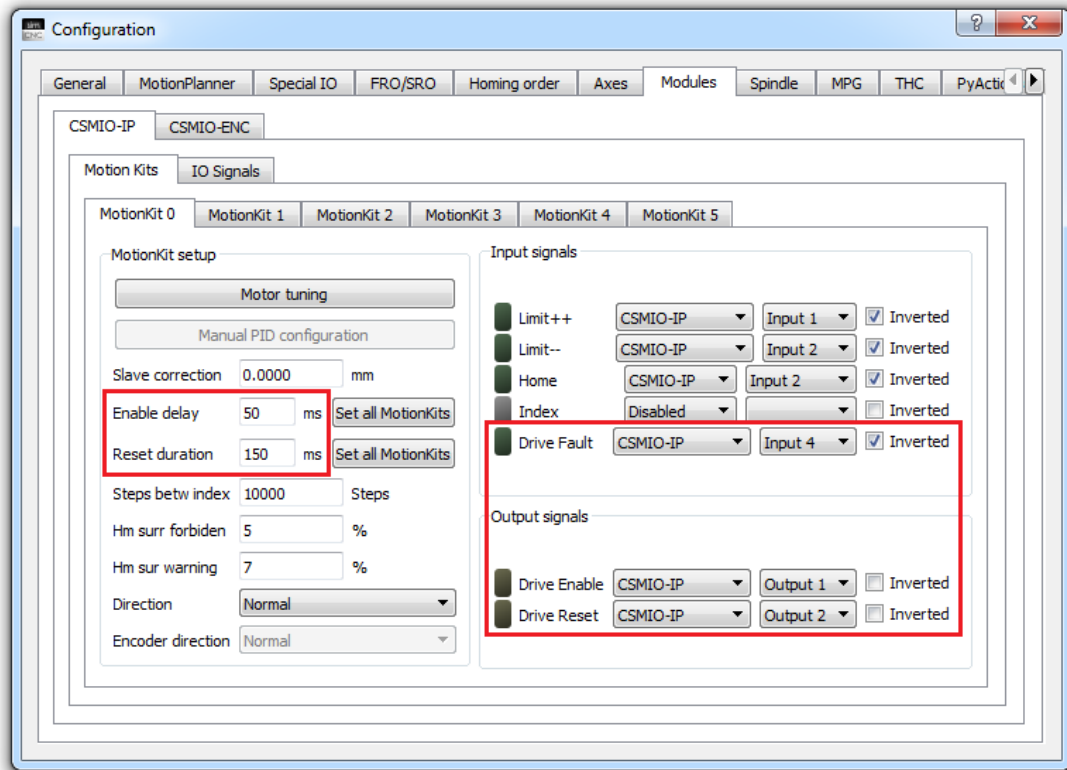 Configuration
General MotionPlanner Special IO FRO/SRO Homing order Axes Modules Spindle MPG THC PyActic
CSMIO-IP CSMIO-ENC
Motion Kits IO Signals
MotionKit 0 MotionKit 1 MotionKit 2 MotionKit 3 MotionKit 4 MotionKit 5
MotionKit setup
Motor tuning
Manual PID configuration
Slave correction 0.0000 mm
Enable delay 50 ms Set all MotionKits
Reset duration 150 ms Set all MotionKits
Steps betw index 10000 Steps
Hm surr forbiden 5 %
Hm sur warning 7 %
Direction Normal
Encoder direction Normal
Input signals
Limit++ CSMIO-IP Input 1 Inverted
Limit-- CSMIO-IP Input 2 Inverted
Home CSMIO-IP Input 2 Inverted
Index Disabled Inverted
Drive Fault CSMIO-IP Input 4 Inverted
Output signals
Drive Enable CSMIO-IP Output 1 Inverted
Drive Reset CSMIO-IP Output 2 Inverted